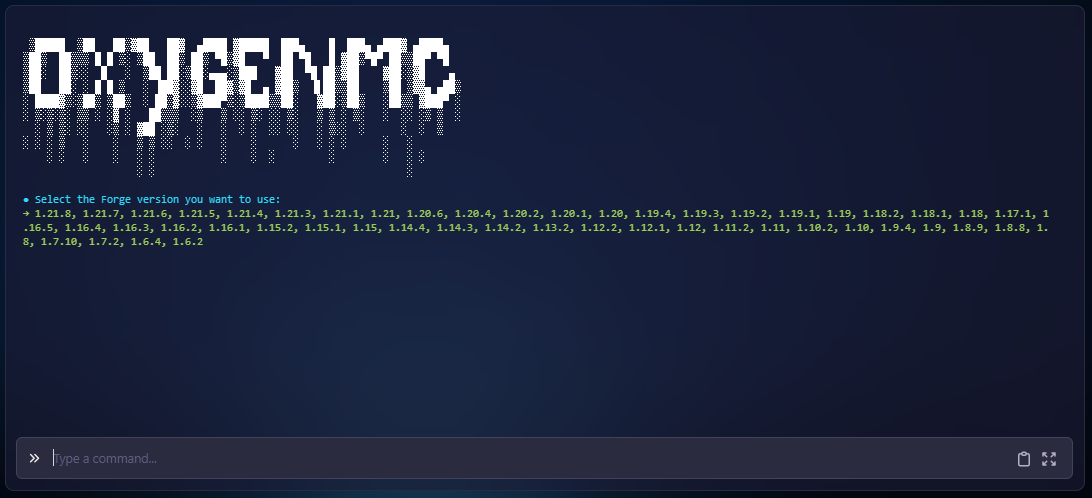 OXYGENMC
● Select the Forge version you want to use:
→ 1.21.8, 1.21.7, 1.21.6, 1.21.5, 1.21.4, 1.21.3, 1.21.1, 1.21, 1.20.6, 1.20.4, 1.20.2, 1.20.1, 1.20, 1.19.4, 1.19.3, 1.19.2, 1.19.1, 1.19, 1.18.2, 1.18.1, 1.18, 1.17.1, 1
.16.5, 1.16.4, 1.16.3, 1.16.2, 1.16.1, 1.15.2, 1.15.1, 1.15, 1.14.4, 1.14.3, 1.14.2, 1.13.2, 1.12.2, 1.12.1, 1.12, 1.11.2, 1.11, 1.10.2, 1.10, 1.9.4, 1.9, 1.8.9, 1.8.8, 1.
8, 1.7.10, 1.7.2, 1.6.4, 1.6.2
» Type a command...